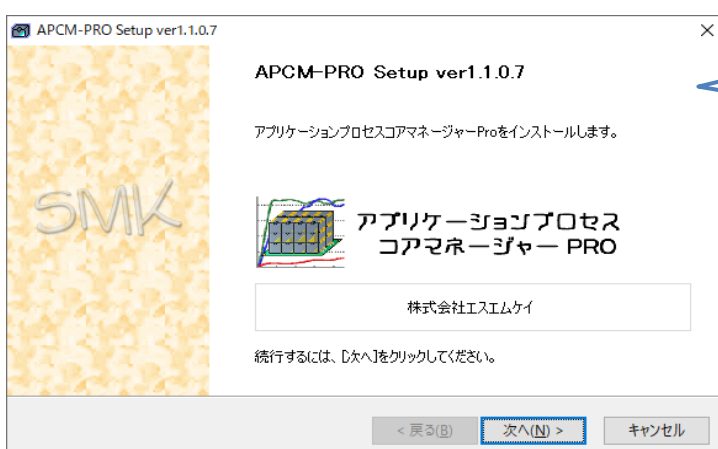 APCM-PRO Setup ver1.1.0.7
APCM-PRO Setup ver1.1.0.7
アプリケーションプロセスコアマネージャーProをインストールします。
SMK
アプリケーションプロセス
コアマネージャー PRO
株式会社エスエムケイ
続行するには、[次へ]をクリックしてください。
< 戻る(B)
次へ(N) >
キャンセル